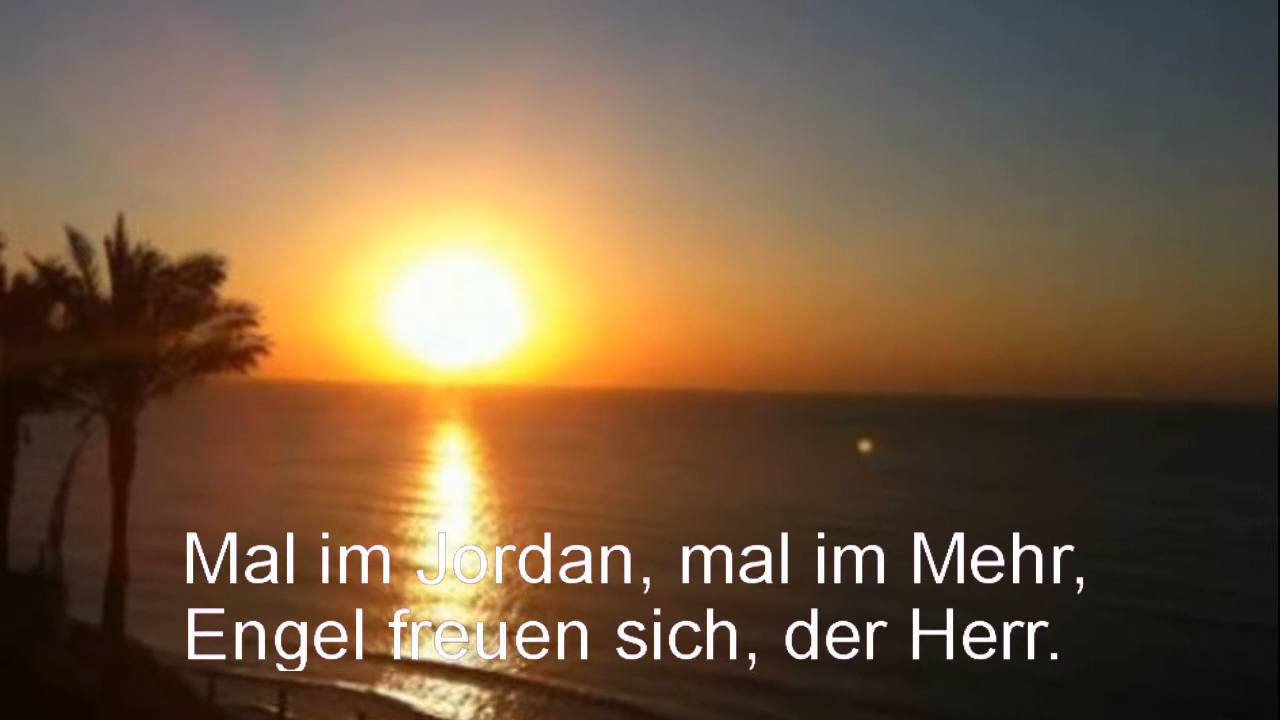 Mal im Jordan, mal im Mehr,
Engel freuen sich, der Herr.